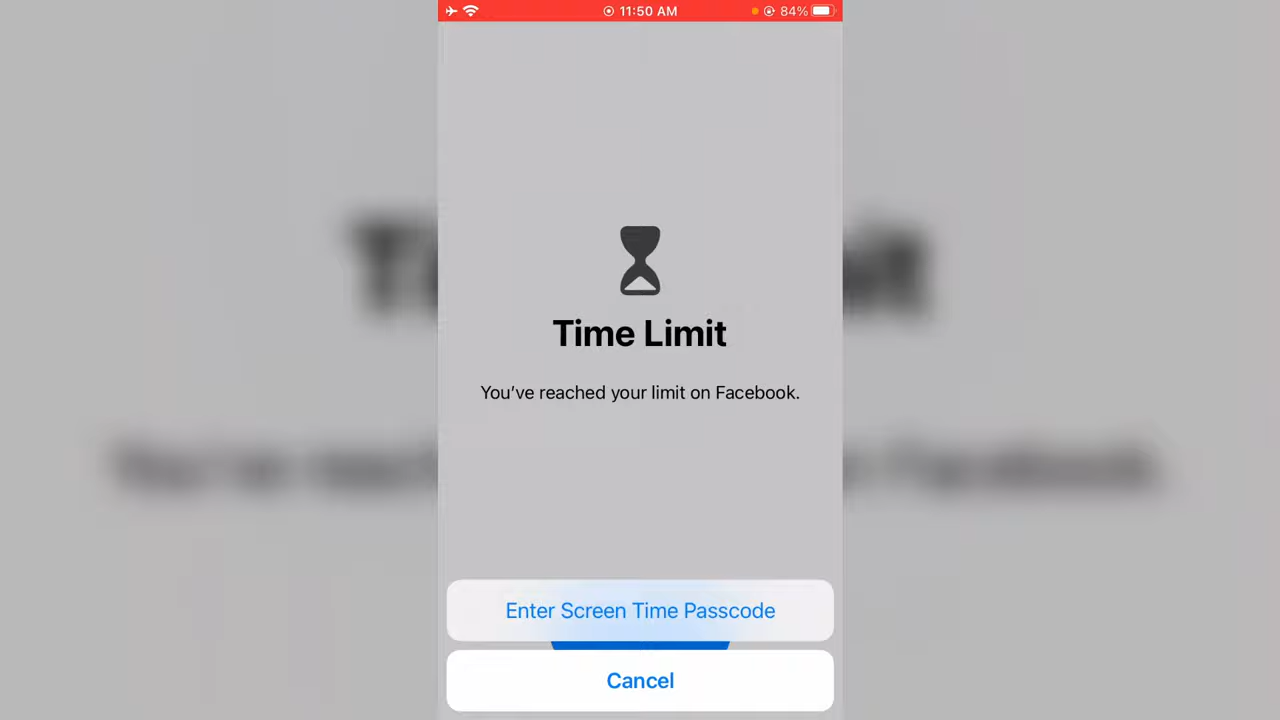 11:50 AM
84%
Time Limit
You've reached your limit on Facebook.
Enter Screen Time Passcode
Cancel